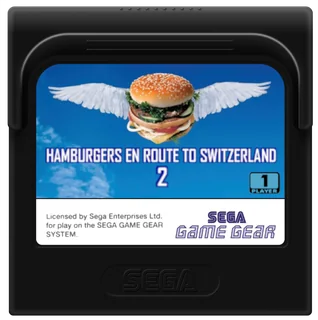 HAMBURGERS EN ROUTE TO SWITZERLAND
2
1
PLAYER
Licensed by Sega Enterprises Ltd.
for play on the SEGA GAME GEAR
SYSTEM.
SEGA
GAME GEAR
SEGA